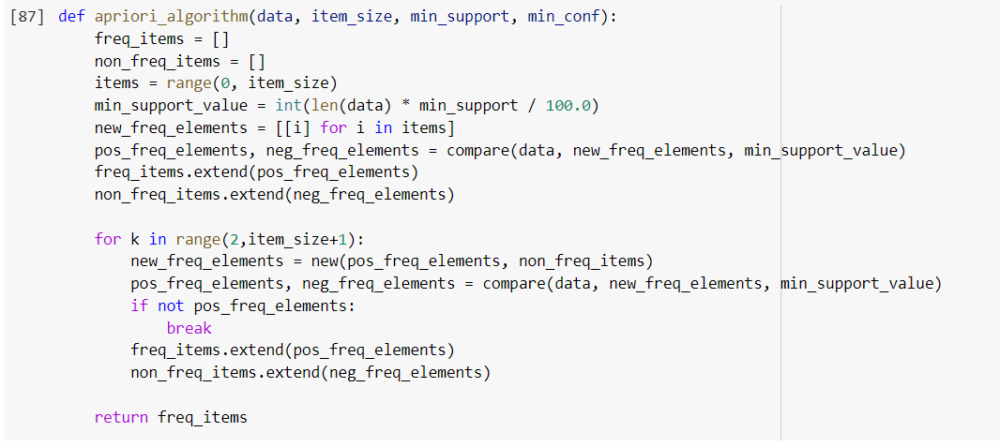 [87] def apriori_algorithm(data, item_size, min_support, min_conf):
    freq_items = []
    non_freq_items = []
    items = range(0, item_size)
    min_support_value = int(len(data) * min_support / 100.0)
    new_freq_elements = [[i] for i in items]
    pos_freq_elements, neg_freq_elements = compare(data, new_freq_elements, min_support_value)
    freq_items.extend(pos_freq_elements)
    non_freq_items.extend(neg_freq_elements)

    for k in range(2,item_size+1):
        new_freq_elements = new(pos_freq_elements, non_freq_items)
        pos_freq_elements, neg_freq_elements = compare(data, new_freq_elements, min_support_value)
        if not pos_freq_elements:
            break
        freq_items.extend(pos_freq_elements)
        non_freq_items.extend(neg_freq_elements)

    return freq_items